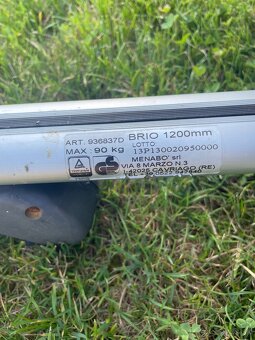 ART. 936837D BRIO 1200mm
MAX 90 kg LOTTO
13P130020950000
MENABO' srl
VIA 8 MARZO N.3
I-42025 CAVRIAGO (RE)